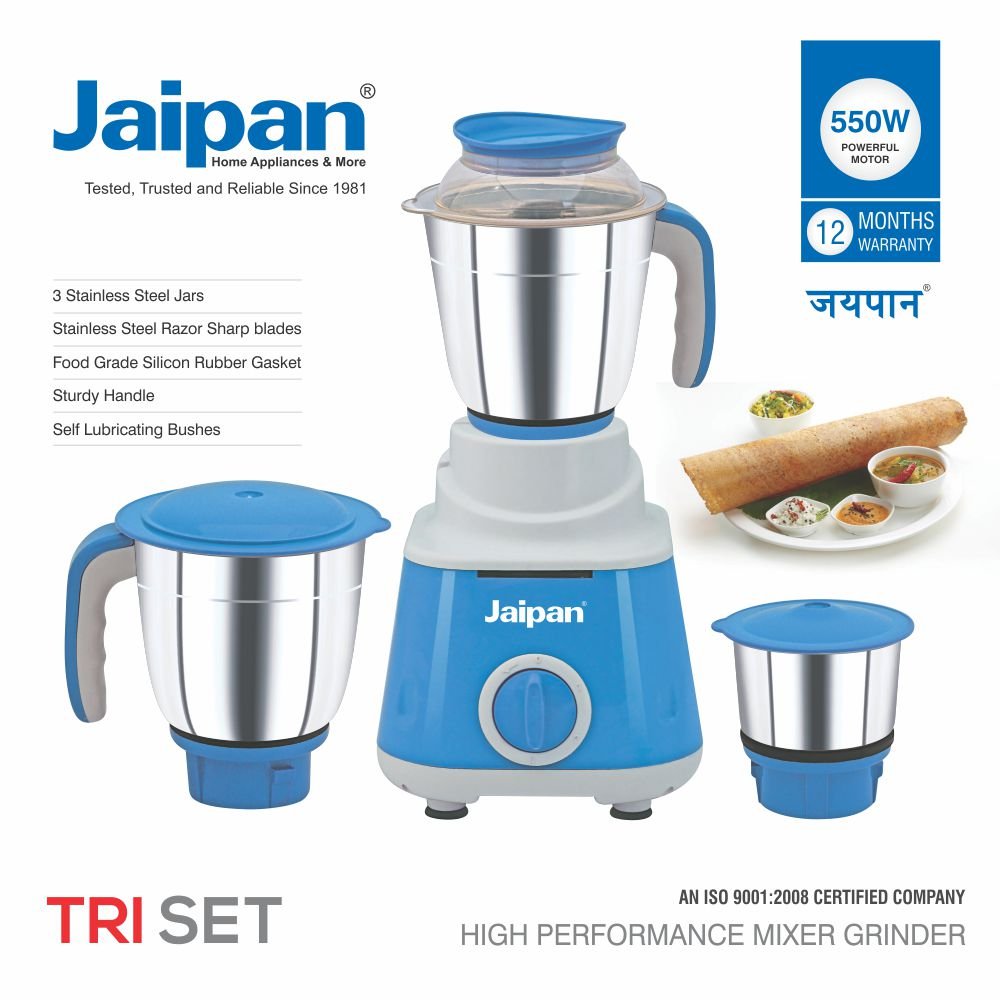 Jaipan®
Home Appliances & More
Tested, Trusted and Reliable Since 1981
550W
POWERFUL
MOTOR
12 MONTHS
WARRANTY
जयपान®
3 Stainless Steel Jars
Stainless Steel Razor Sharp blades
Food Grade Silicon Rubber Gasket
Sturdy Handle
Self Lubricating Bushes
Jaipan®
TRI SET
AN ISO 9001:2008 CERTIFIED COMPANY
HIGH PERFORMANCE MIXER GRINDER